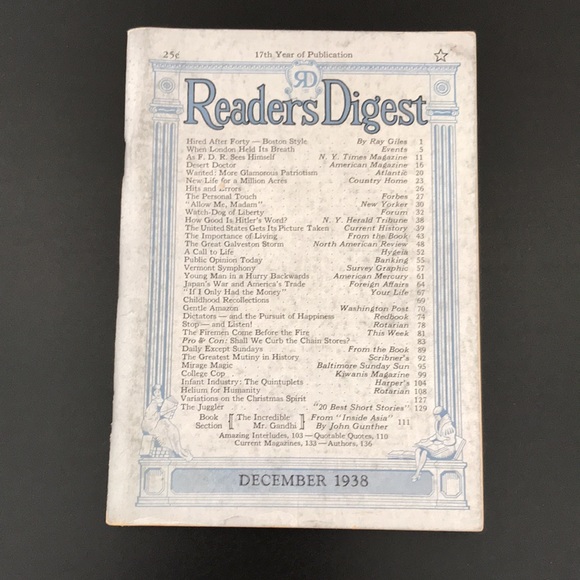 25¢ 17th Year of Publication
RD
Readers Digest
Hired After Forty — Boston Style By Ray Giles 1
When London Held Its Breath Events 5
As F. D. R. Sees Himself N. Y. Times Magazine 11
Desert Doctor American Magazine 16
Wanted: More Glamorous Patriotism Atlantic 20
New Life for a Million Acres Country Home 23
Hits and Errors 26
The Personal Touch Forbes 27
"Allow Me, Madam" New Yorker 30
Watch-Dog of Liberty Forum 32
How Good Is Hitler's Word? N. Y. Herald Tribune 38
The United States Gets Its Picture Taken Current History 39
The Importance of Living From the Book 43
The Great Galveston Storm North American Review 48
A Call to Life Hygeia 52
Public Opinion Today Banking 55
Vermont Symphony Survey Graphic 57
Young Man in a Hurry Backwards American Mercury 61
Japan's War and America's Trade Foreign Affairs 64
"If I Only Had the Money" Your Life 67
Childhood Recollections 69
Gentle Amazon Washington Post 70
Dictators — and the Pursuit of Happiness Redbook 74
Stop — and Listen! Rotarian 78
The Firemen Come Before the Fire This Week 81
Pro & Con: Shall We Curb the Chain Stores? 83
Daily Except Sundays From the Book 89
The Greatest Mutiny in History Scribner's 92
Mirage Magic Baltimore Sunday Sun 95
College Cop Kiwanis Magazine 99
Infant Industry: The Quintuplets Harper's 104
Helium for Humanity Rotarian 108
Variations on the Christmas Spirit 127
The Juggler "20 Best Short Stories" 129
Book Section [The Incredible Mr. Gandhi] From "Inside Asia" By John Gunther 111
Amazing Interludes, 103 — Quotable Quotes, 110
Current Magazines, 133 — Authors, 136
DECEMBER 1938